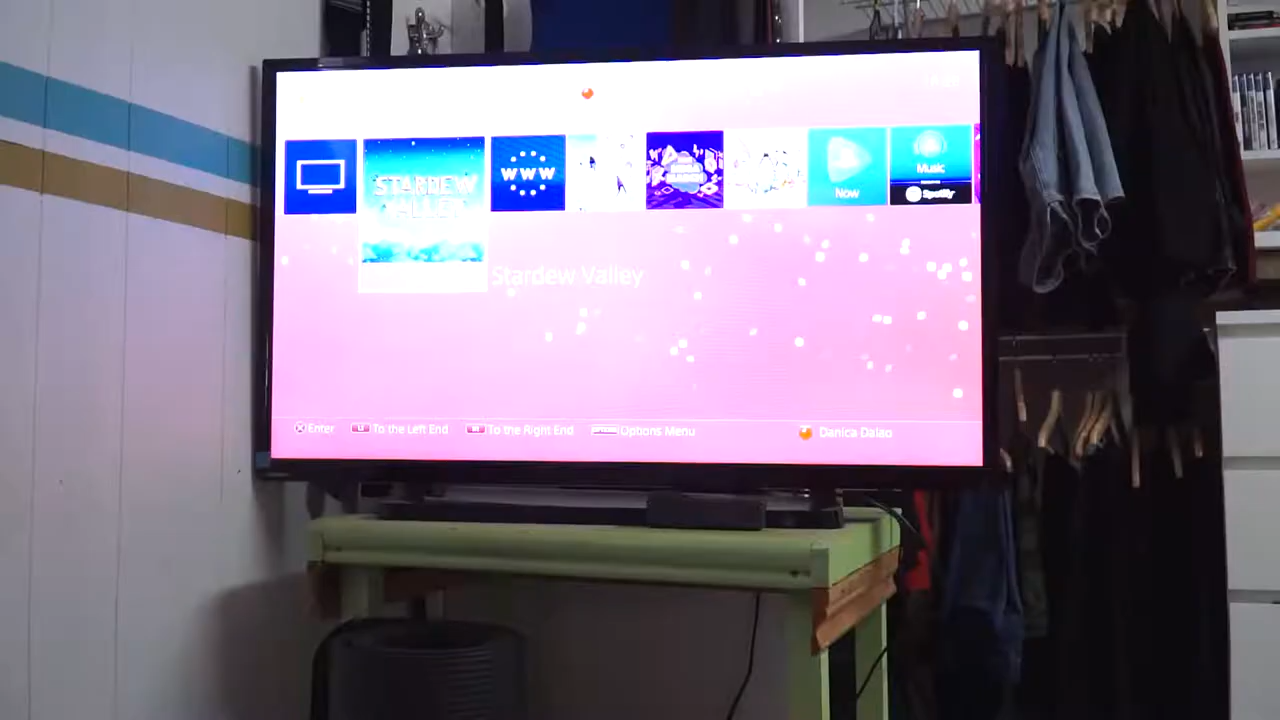 STARDEW
VALLEY
WWW
Now
Music
Spotify
Stardew Valley
Enter
To the Left End
To the Right End
OPTIONS
Options Menu
Danica Dalao